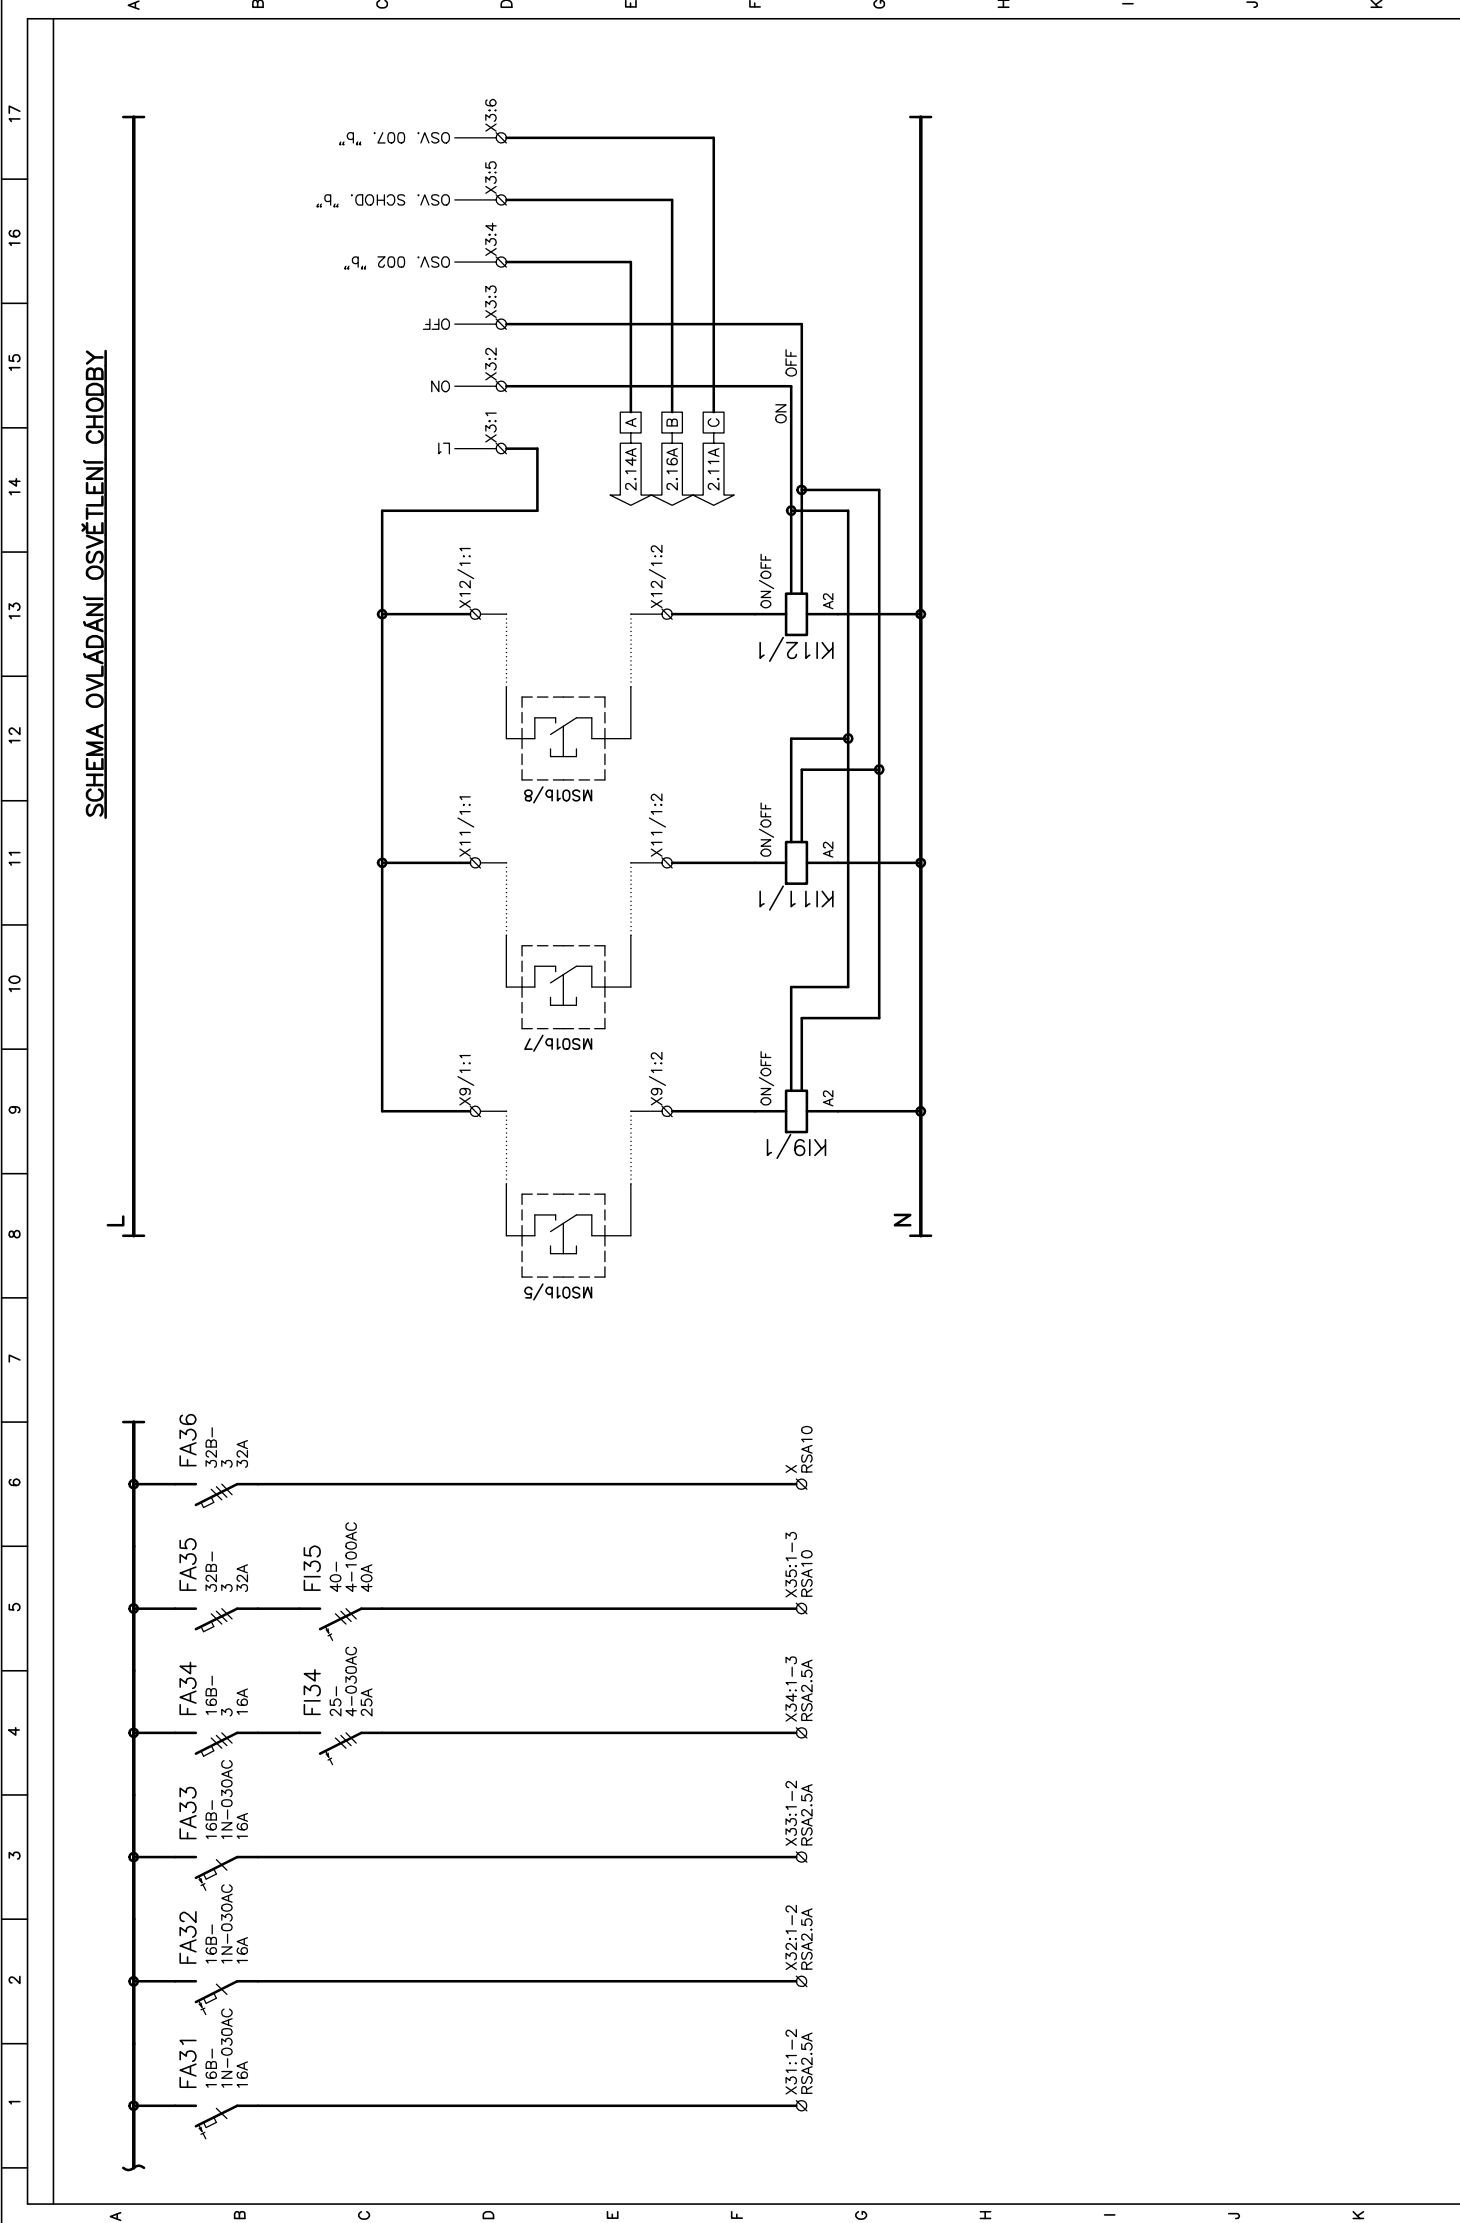 1 2 3 4 5 6 7 8 9 10 11 12 13 14 15 16 17
A
B
C
D
E
F
G
H
I
J
K
SCHEMA OVLÁDÁNÍ OSVĚTLENÍ CHODBY
FA31
16B-
1N-030AC
16A
X31:1-2
RSA2.5A
FA32
16B-
1N-030AC
16A
X32:1-2
RSA2.5A
FA33
16B-
1N-030AC
16A
X33:1-2
RSA2.5A
FA34
16B-
3
16A
FI34
25-
4-030AC
25A
X34:1-3
RSA2.5A
FA35
32B-
3
32A
FI35
40-
4-100AC
40A
X35:1-3
RSA10
FA36
32B-
3
32A
X
RSA10
L
N
MS01b/5
X9/1:1
X9/1:2
ON/OFF
KI9/1
A2
MS01b/7
X11/1:1
X11/1:2
ON/OFF
KI11/1
A2
MS01b/8
X12/1:1
X12/1:2
ON/OFF
KI12/1
A2
L1
X3:1
ON
X3:2
OFF
X3:3
OSV. 002 "b"
X3:4
OSV. SCHOD. "b"
X3:5
OSV. 007. "b"
X3:6
2.14A A
2.16A B
2.11A C
ON
OFF
A
B
C
D
E
F
G
H
I
J
K